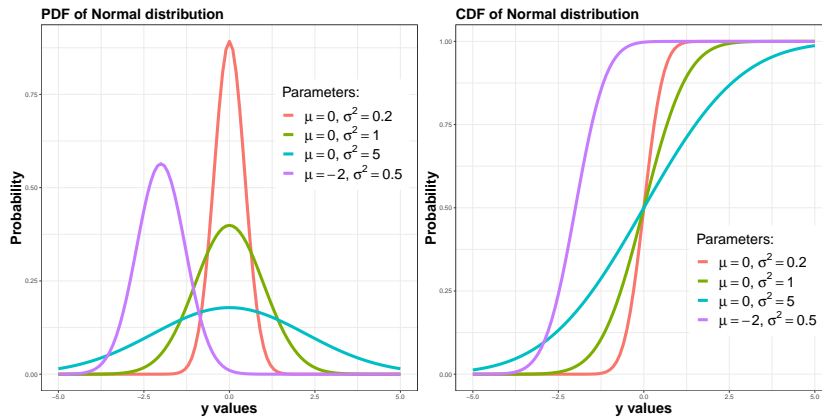 PDF of Normal distribution
0.75
0.50
0.25
0.00
Probability
Parameters:
μ = 0, σ² = 0.2
μ = 0, σ² = 1
μ = 0, σ² = 5
μ = −2, σ² = 0.5
−5.0 −2.5 0.0 2.5 5.0
y values
CDF of Normal distribution
1.00
0.75
0.50
0.25
0.00
Probability
Parameters:
μ = 0, σ² = 0.2
μ = 0, σ² = 1
μ = 0, σ² = 5
μ = −2, σ² = 0.5
−5.0 −2.5 0.0 2.5 5.0
y values